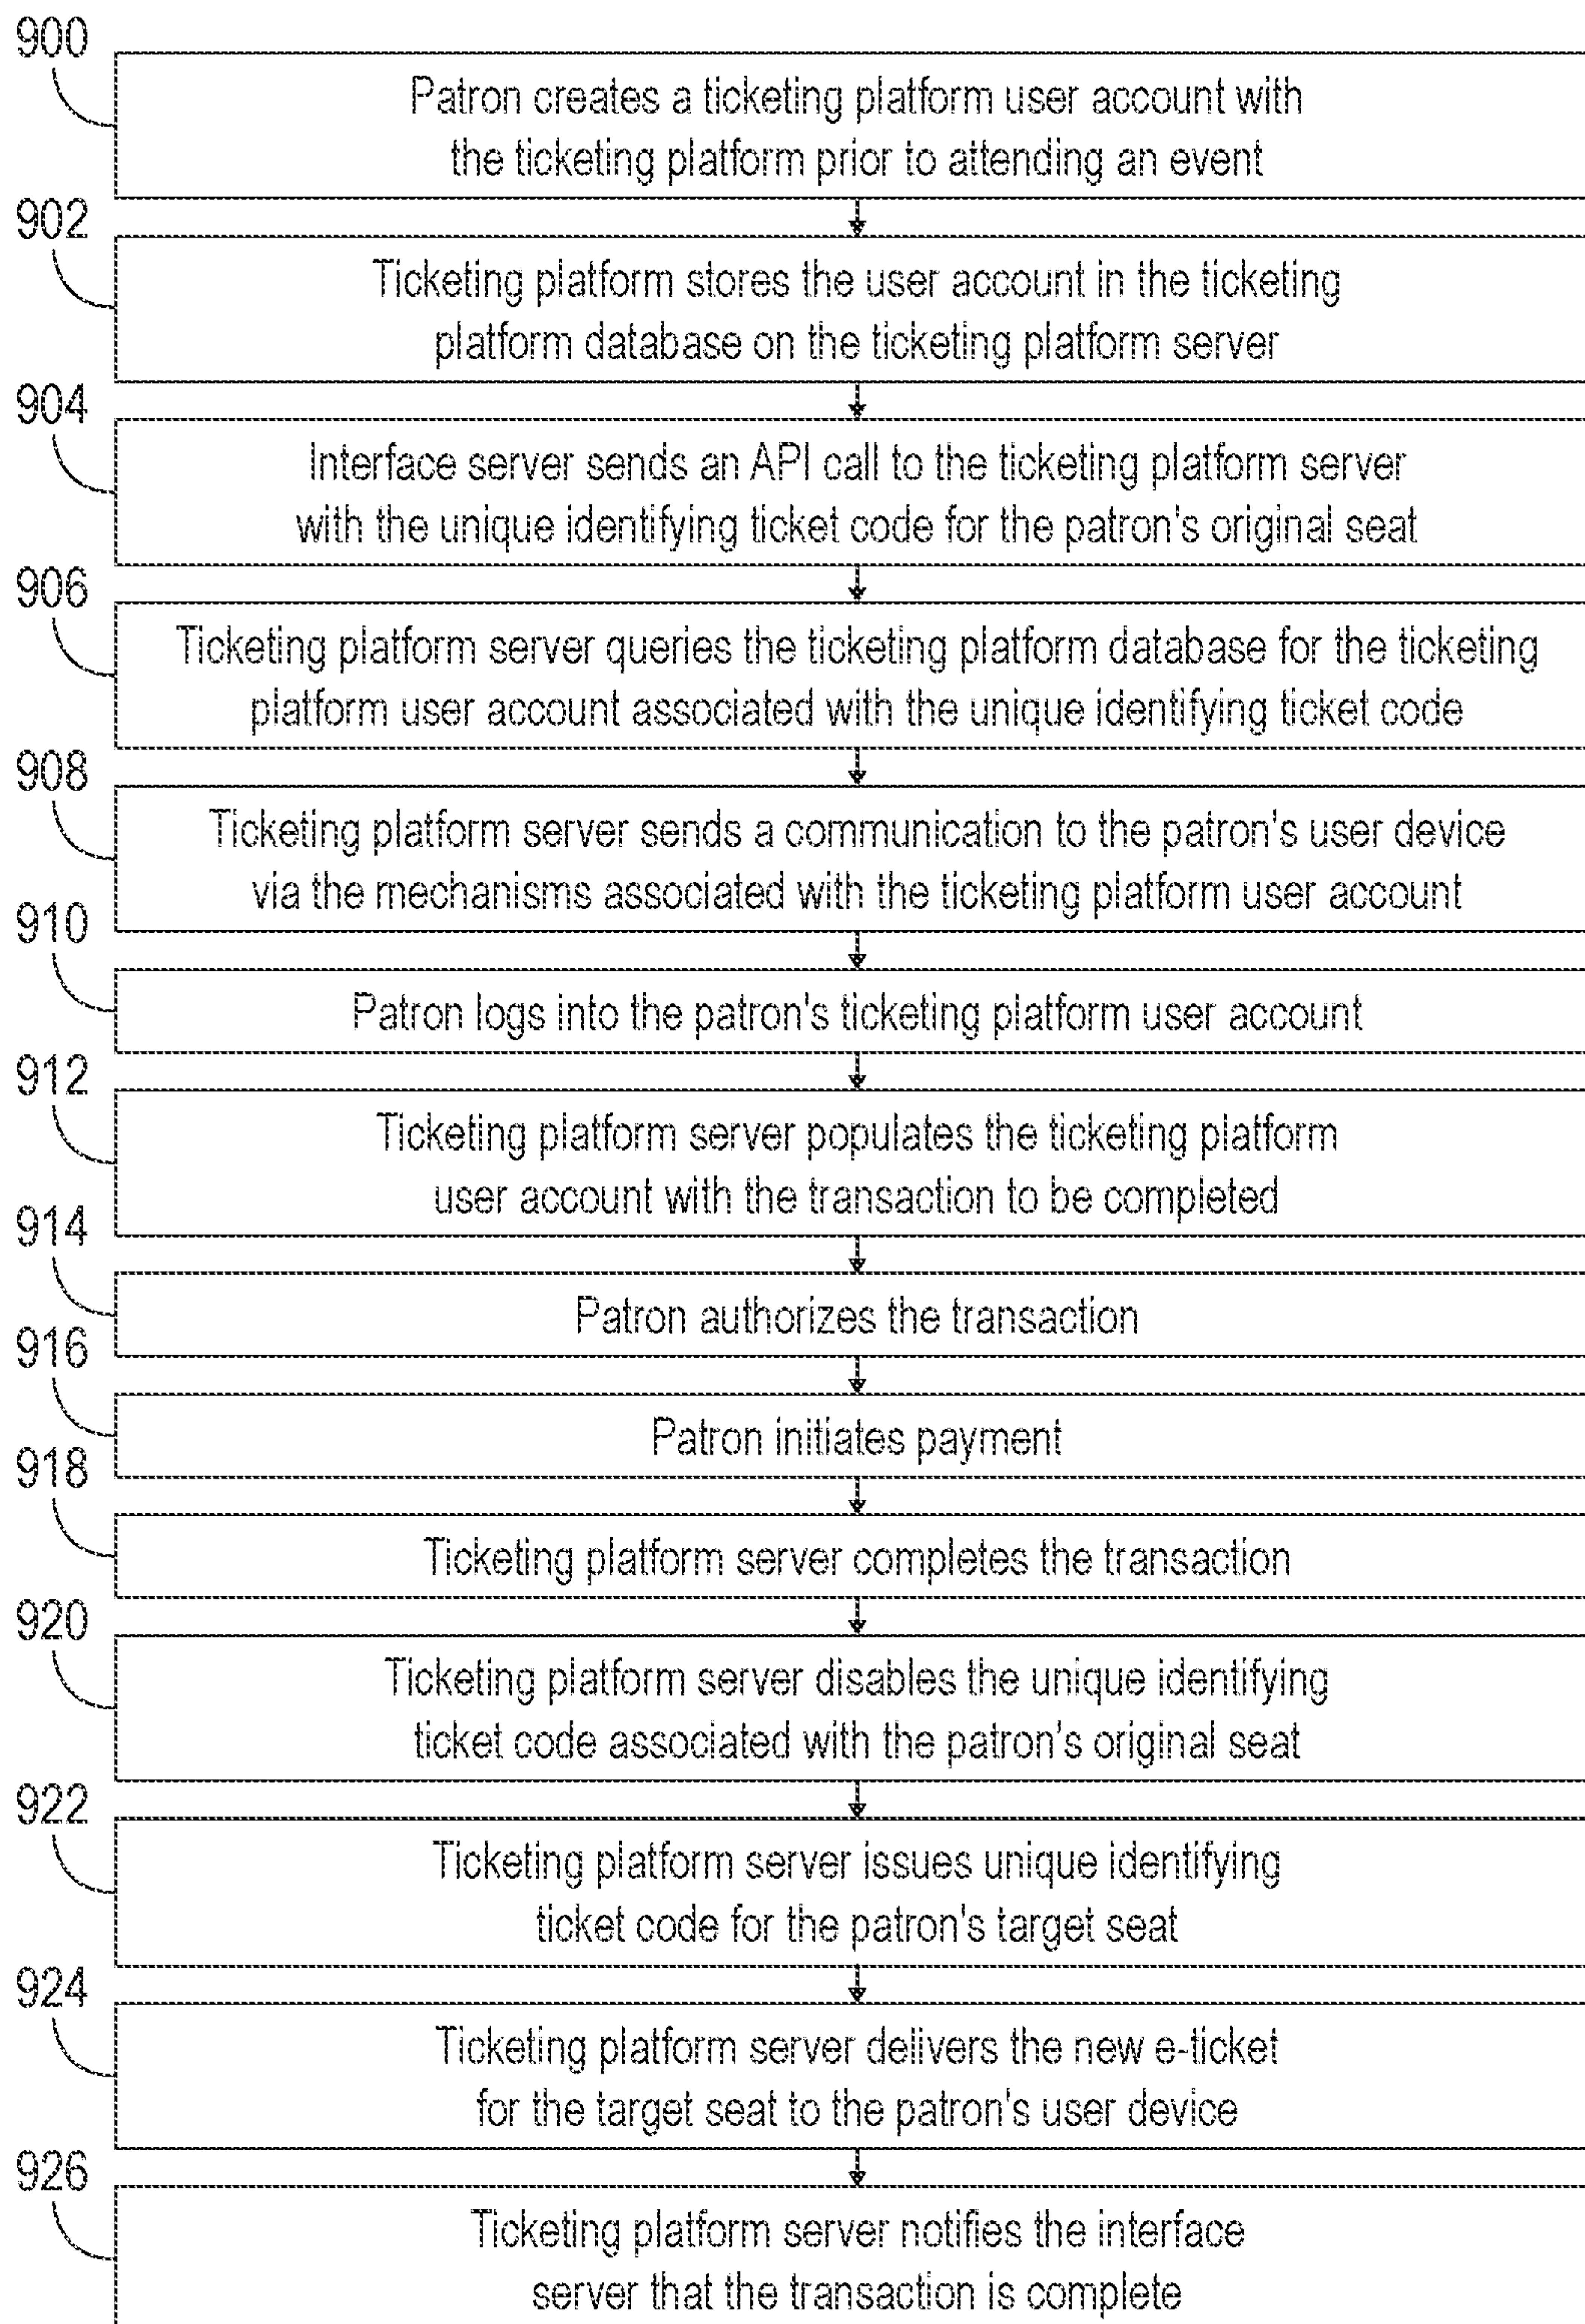 900
Patron creates a ticketing platform user account with
the ticketing platform prior to attending an event
902
Ticketing platform stores the user account in the ticketing
platform database on the ticketing platform server
904
Interface server sends an API call to the ticketing platform server
with the unique identifying ticket code for the patron's original seat
906
Ticketing platform server queries the ticketing platform database for the ticketing
platform user account associated with the unique identifying ticket code
908
Ticketing platform server sends a communication to the patron's user device
via the mechanisms associated with the ticketing platform user account
910
Patron logs into the patron's ticketing platform user account
912
Ticketing platform server populates the ticketing platform
user account with the transaction to be completed
914
Patron authorizes the transaction
916
Patron initiates payment
918
Ticketing platform server completes the transaction
920
Ticketing platform server disables the unique identifying
ticket code associated with the patron's original seat
922
Ticketing platform server issues unique identifying
ticket code for the patron's target seat
924
Ticketing platform server delivers the new e-ticket
for the target seat to the patron's user device
926
Ticketing platform server notifies the interface
server that the transaction is complete